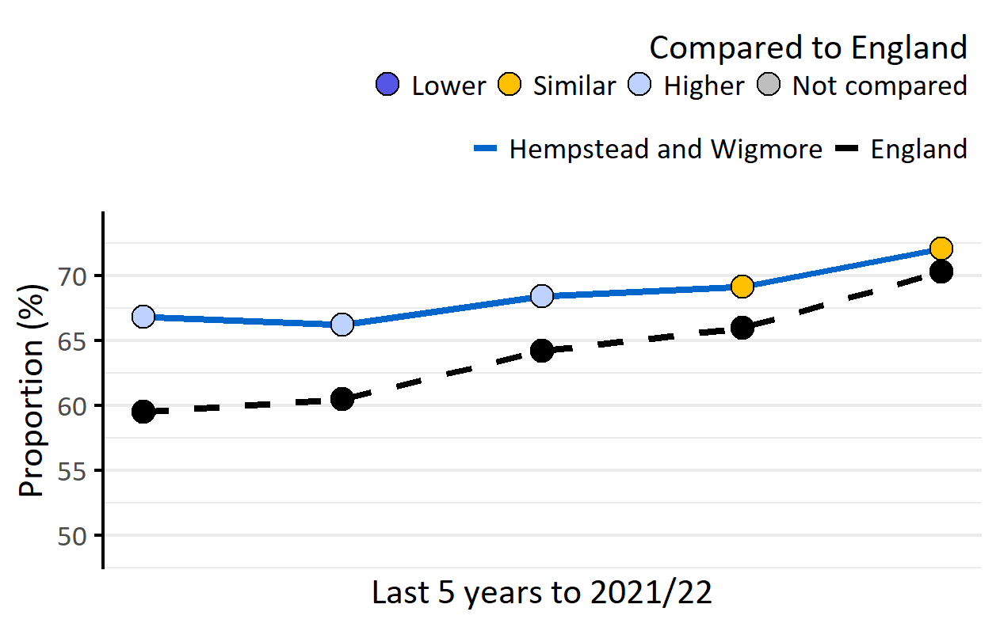 Compared to England
Lower Similar Higher Not compared
Hempstead and Wigmore England
Proportion (%)
70
65
60
55
50
Last 5 years to 2021/22